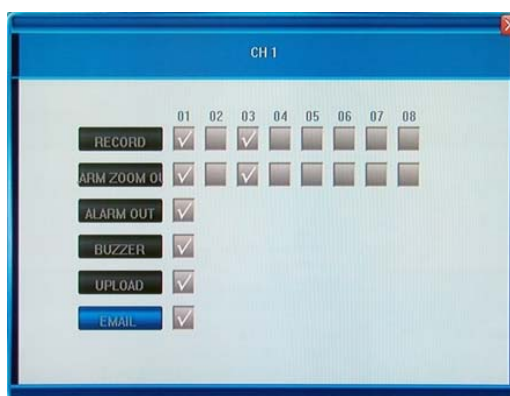 CH 1
01 02 03 04 05 06 07 08
RECORD
ARM ZOOM OU
ALARM OUT
BUZZER
UPLOAD
EMAIL